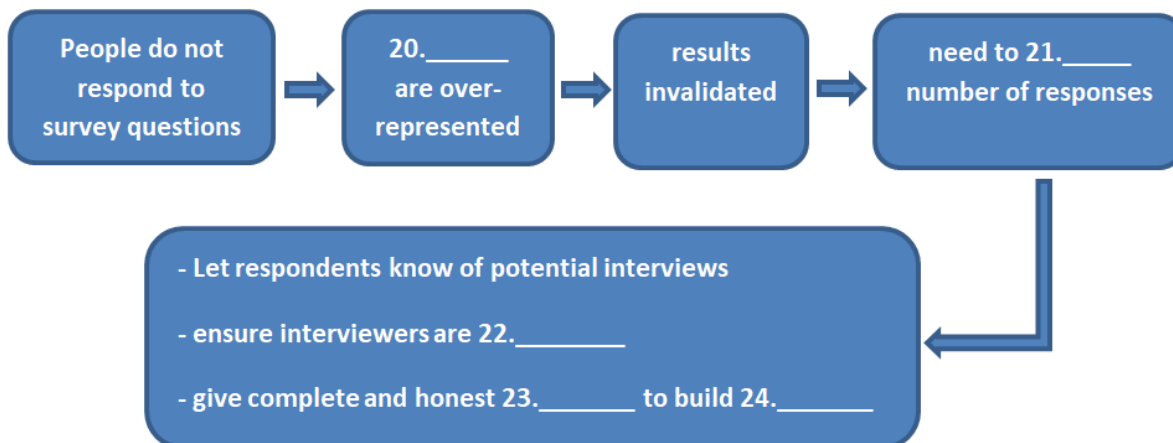 People do not
respond to
survey questions
20.______
are over-
represented
results
invalidated
need to 21._____
number of responses
- Let respondents know of potential interviews
- ensure interviewers are 22.________
- give complete and honest 23._______ to build 24._______